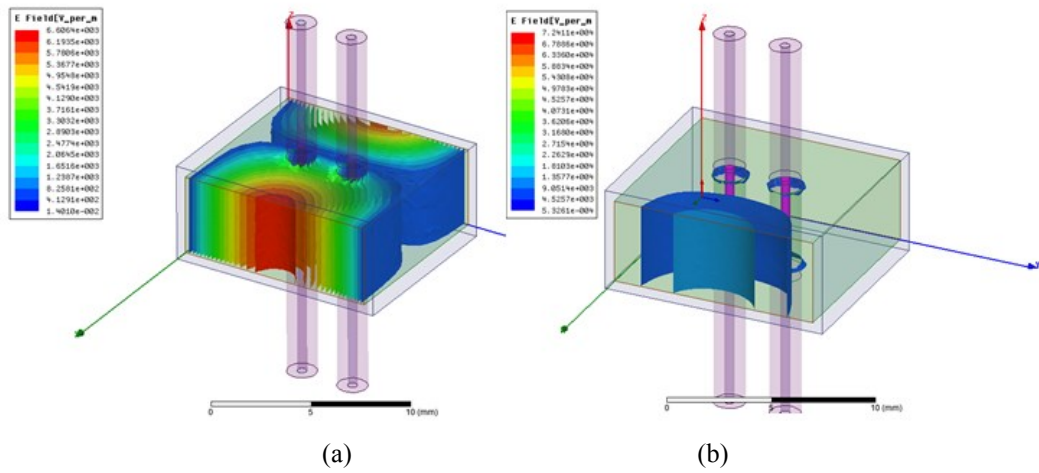 E Field[V_per_m
6.6064e+003
6.1935e+003
5.7806e+003
5.3677e+003
4.9548e+003
4.5419e+003
4.1290e+003
3.7161e+003
3.3032e+003
2.8903e+003
2.4774e+003
2.0645e+003
1.6516e+003
1.2387e+003
8.2581e+002
4.1291e+002
1.4010e-002
Z
0 5 10 (mm)
(a)
E Field[V_per_m
7.2411e+004
6.7886e+004
6.3360e+004
5.8834e+004
5.4308e+004
4.9783e+004
4.5257e+004
4.0731e+004
3.6206e+004
3.1680e+004
2.7154e+004
2.2629e+004
1.8103e+004
1.3577e+004
9.0514e+003
4.5257e+003
5.3261e-002
Z
0 5 10 (mm)
(b)